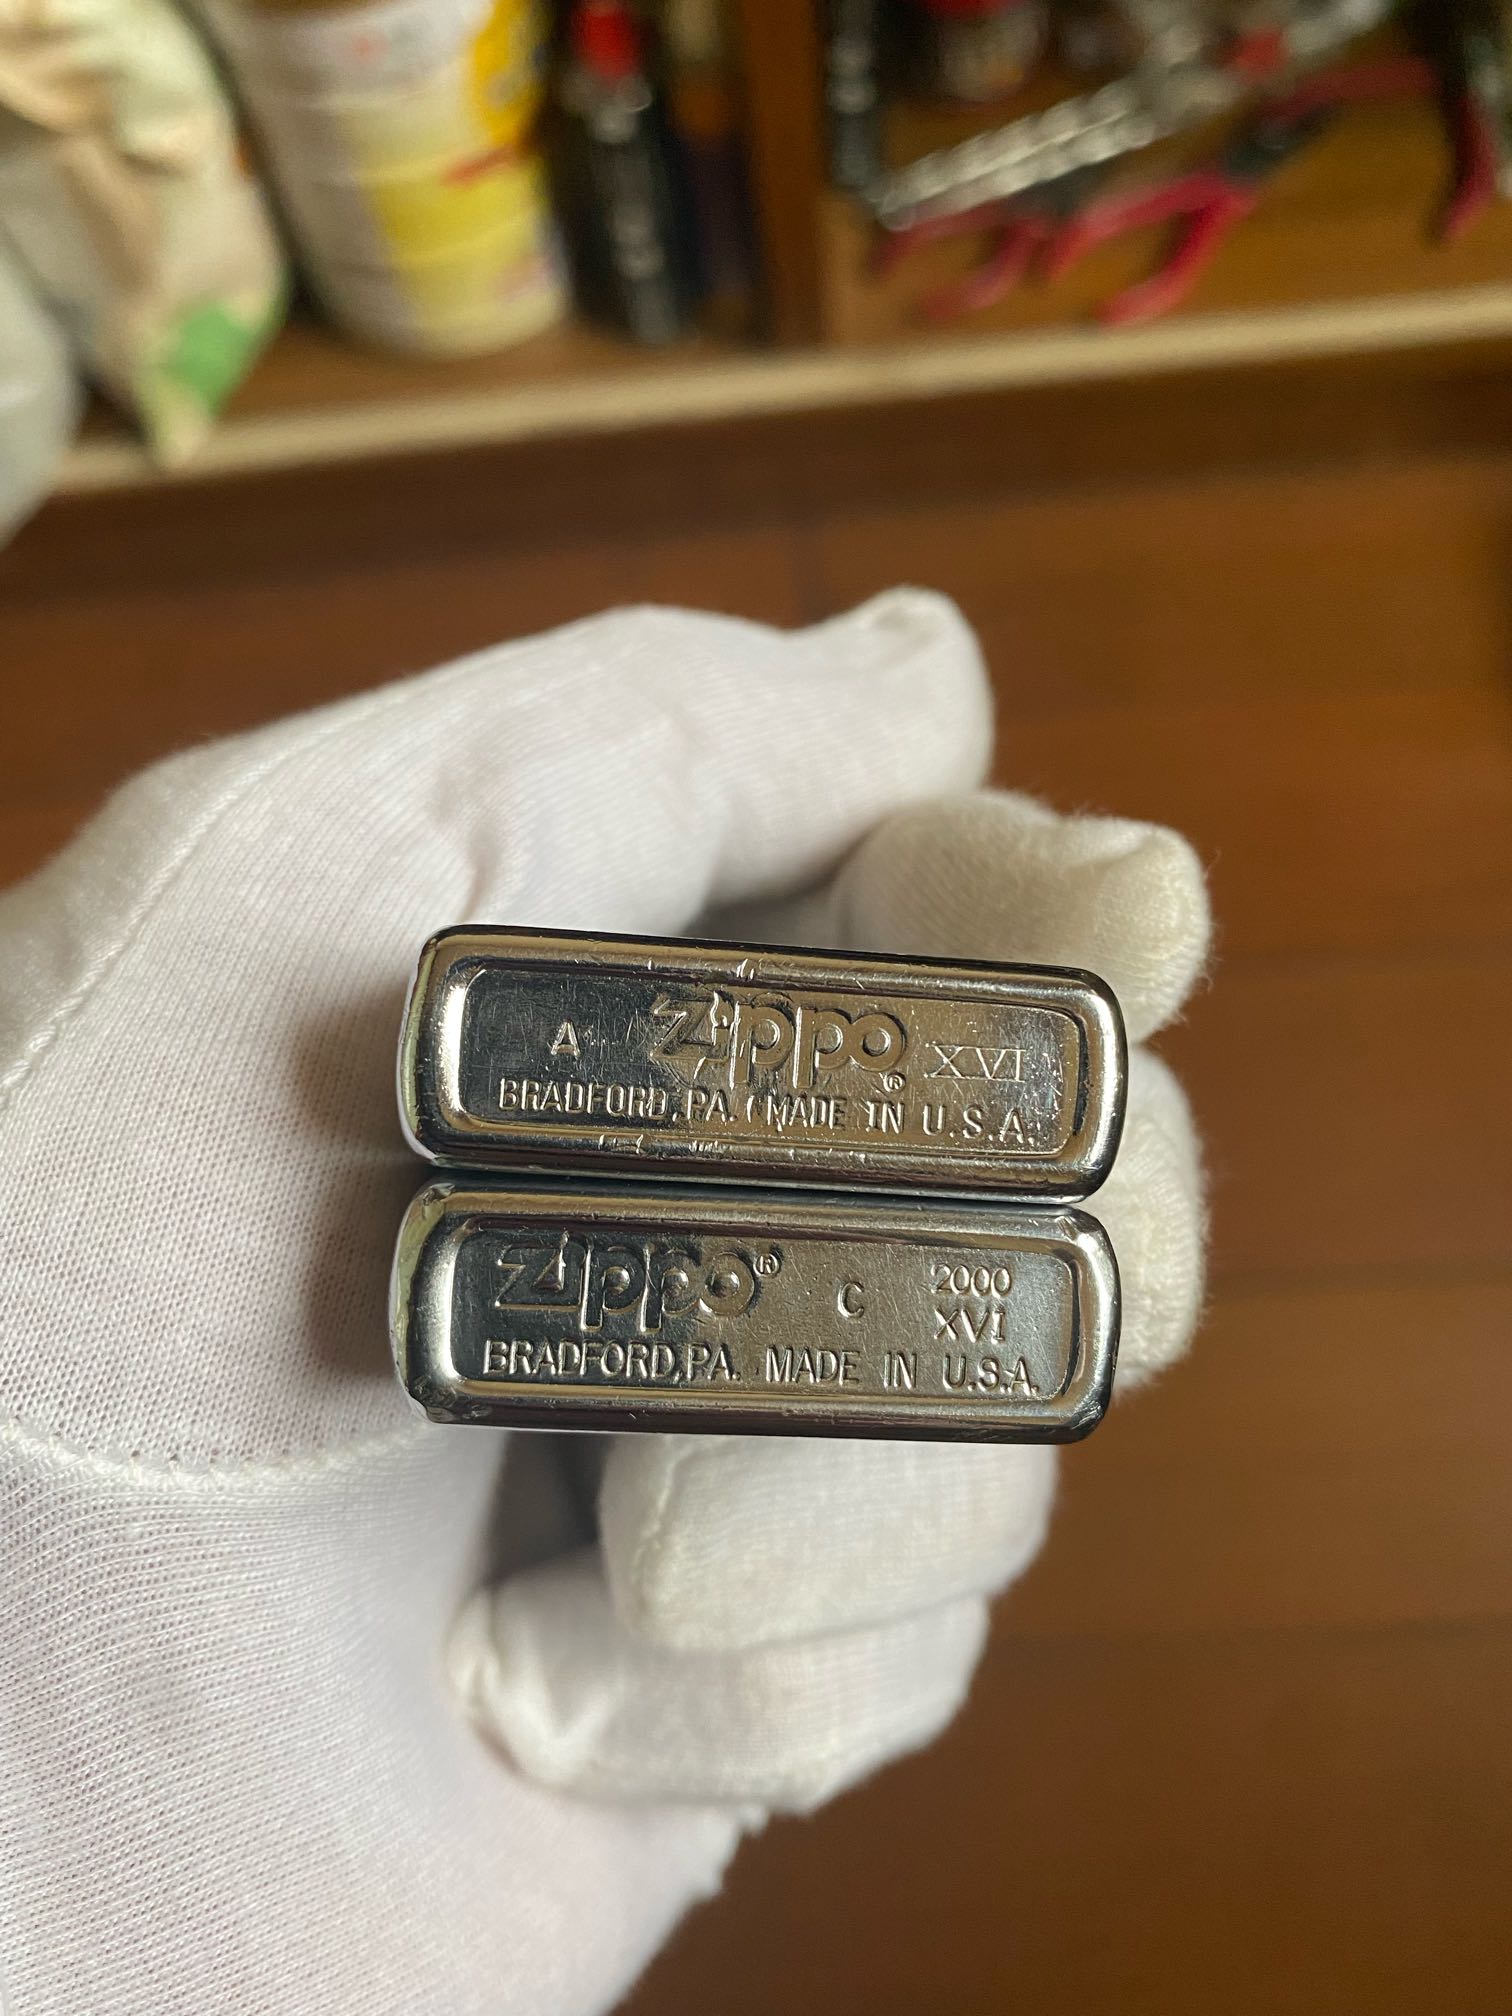 A zippo® XVI
BRADFORD, PA. MADE IN U.S.A.
zippo® C 2000
XVI
BRADFORD, PA. MADE IN U.S.A.